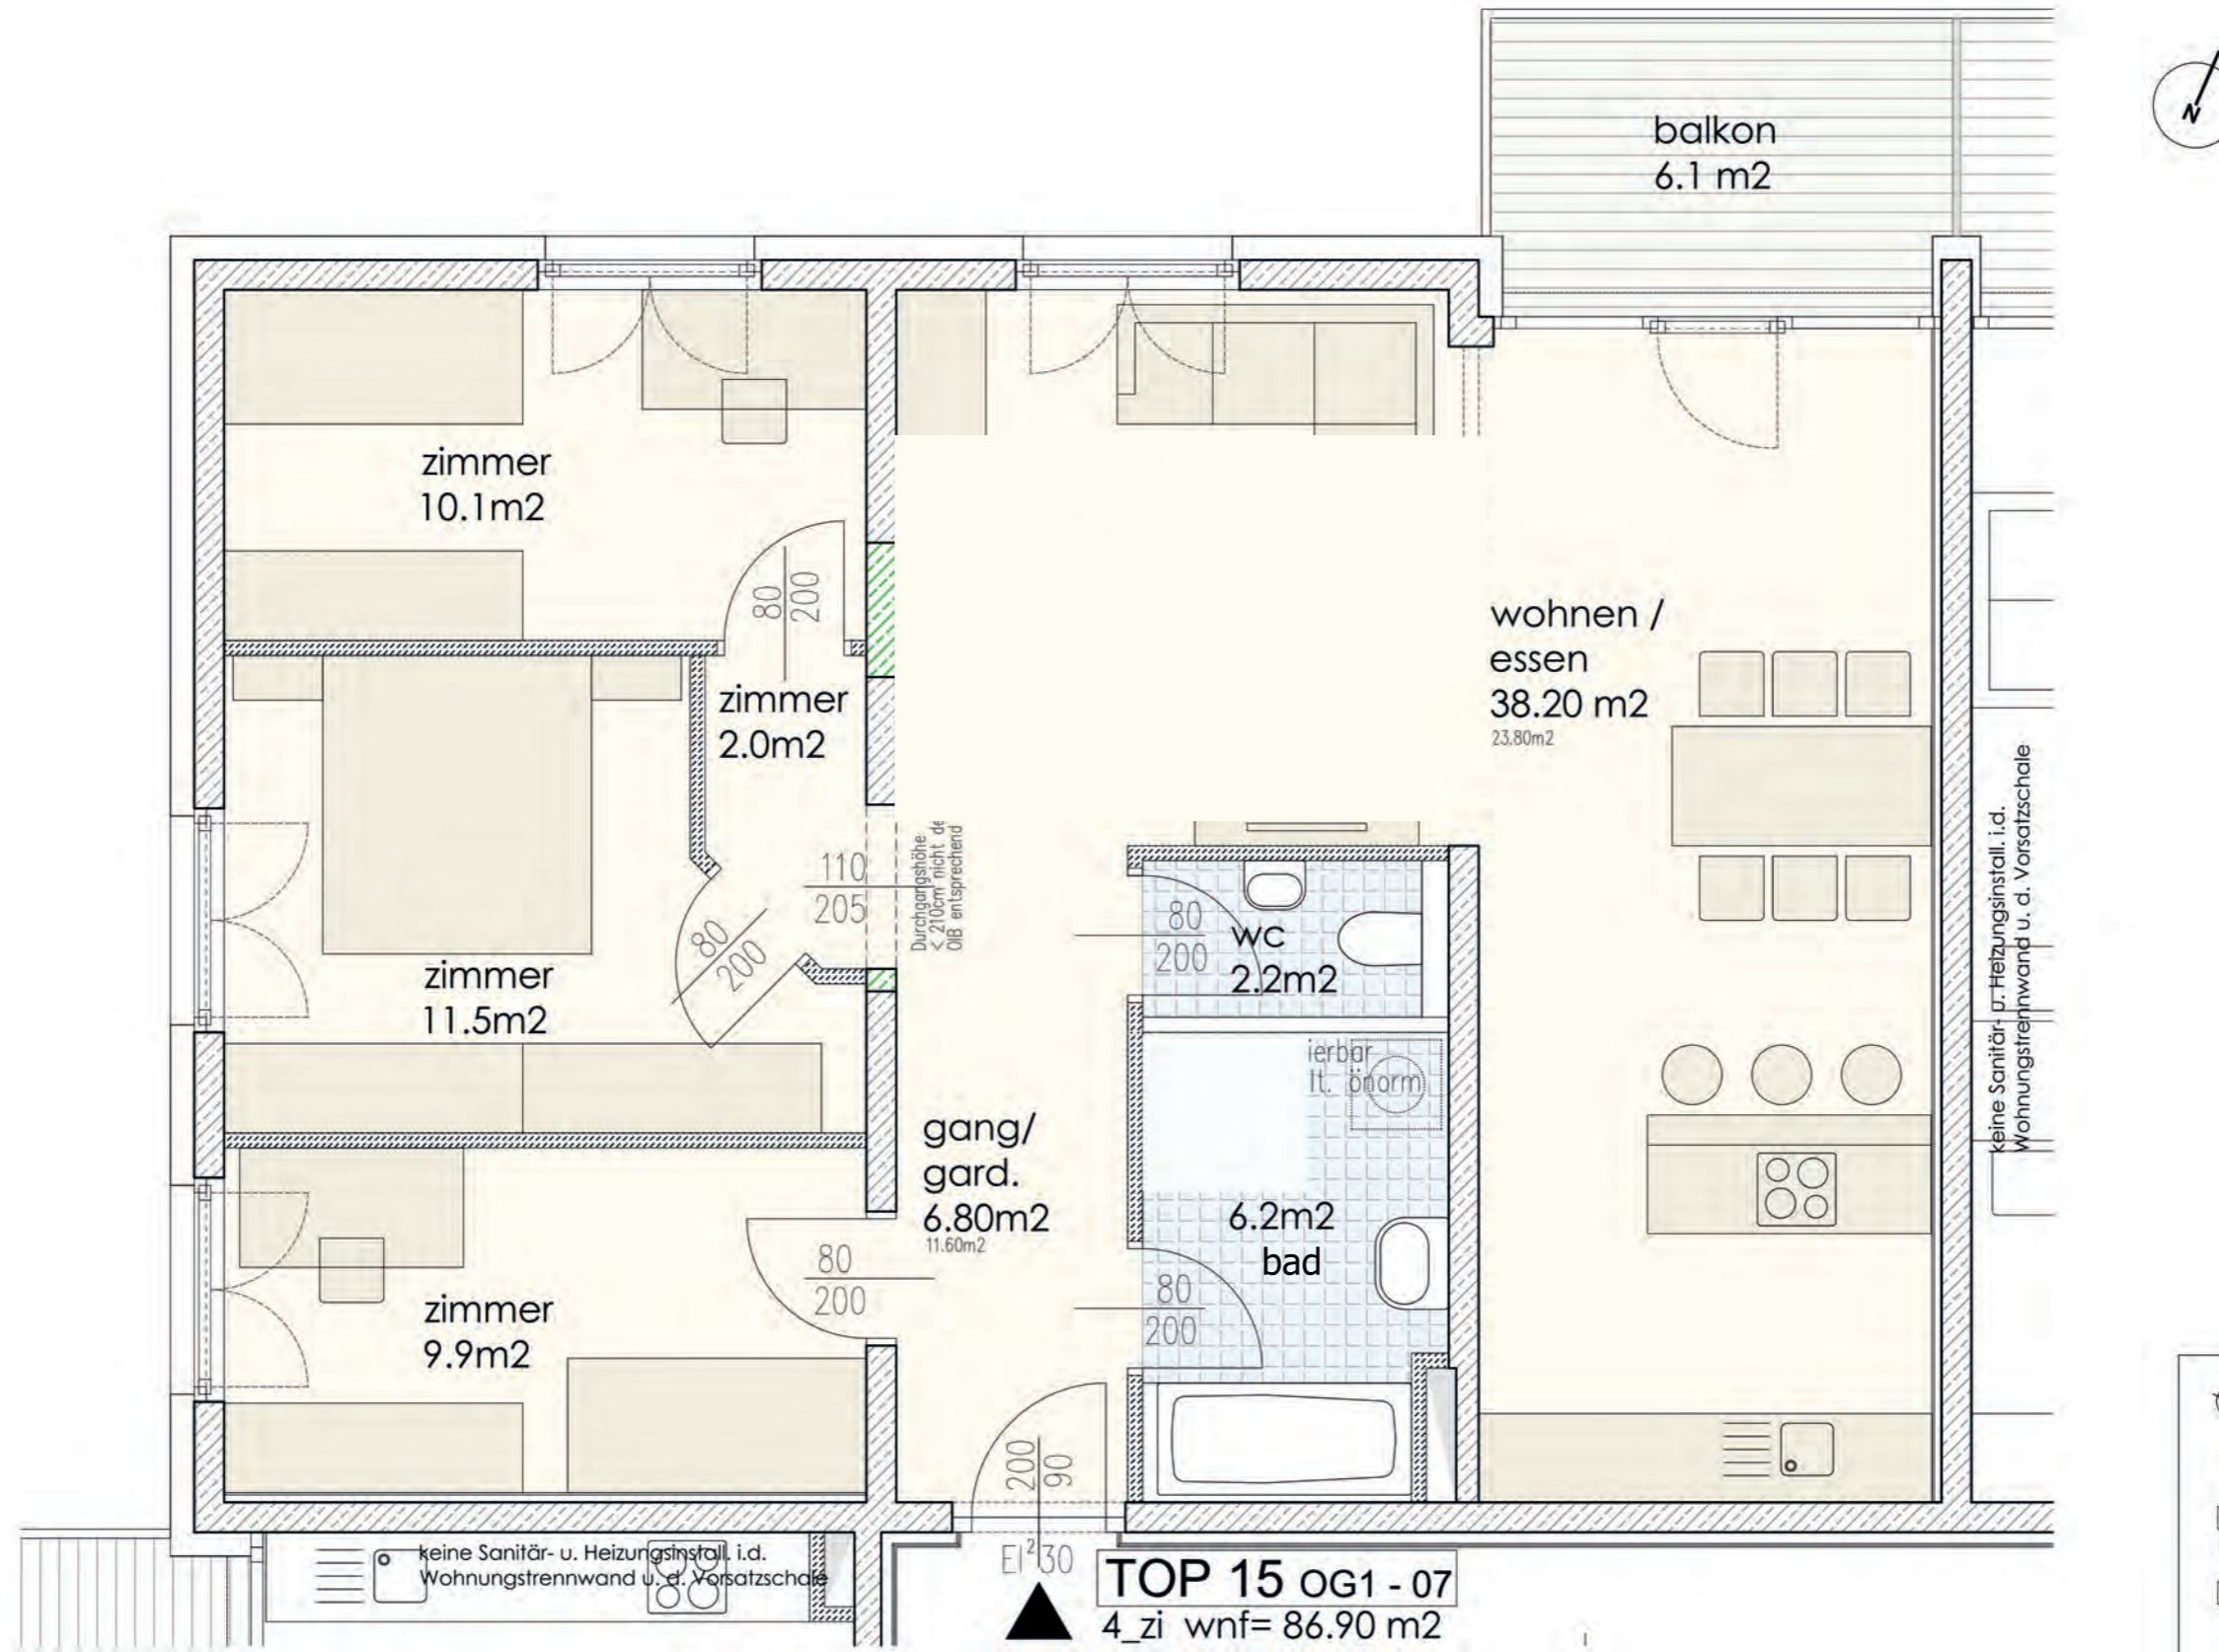 balkon
6.1 m2
N
zimmer
10.1m2
80
200
zimmer
2.0m2
wohnen /
essen
38.20 m2
23.80m2
110
205
Durchgangshöhe
< 210cm nicht de
OIB entsprechend
80
200
zimmer
11.5m2
80
200
wc
2.2m2
ierbar
lt. önorm
gang/
gard.
6.80m2
11.60m2
6.2m2
bad
80
200
80
200
zimmer
9.9m2
200
90
keine Sanitär- u. Heizungsinstall. i.d.
Wohnungstrennwand u. d. Vorsatzschale
keine Sanitär- u. Heizungsinstall. i.d.
Wohnungstrennwand u. d. Vorsatzschale
EI²30
TOP 15 OG1 - 07
4_zi wnf= 86.90 m2